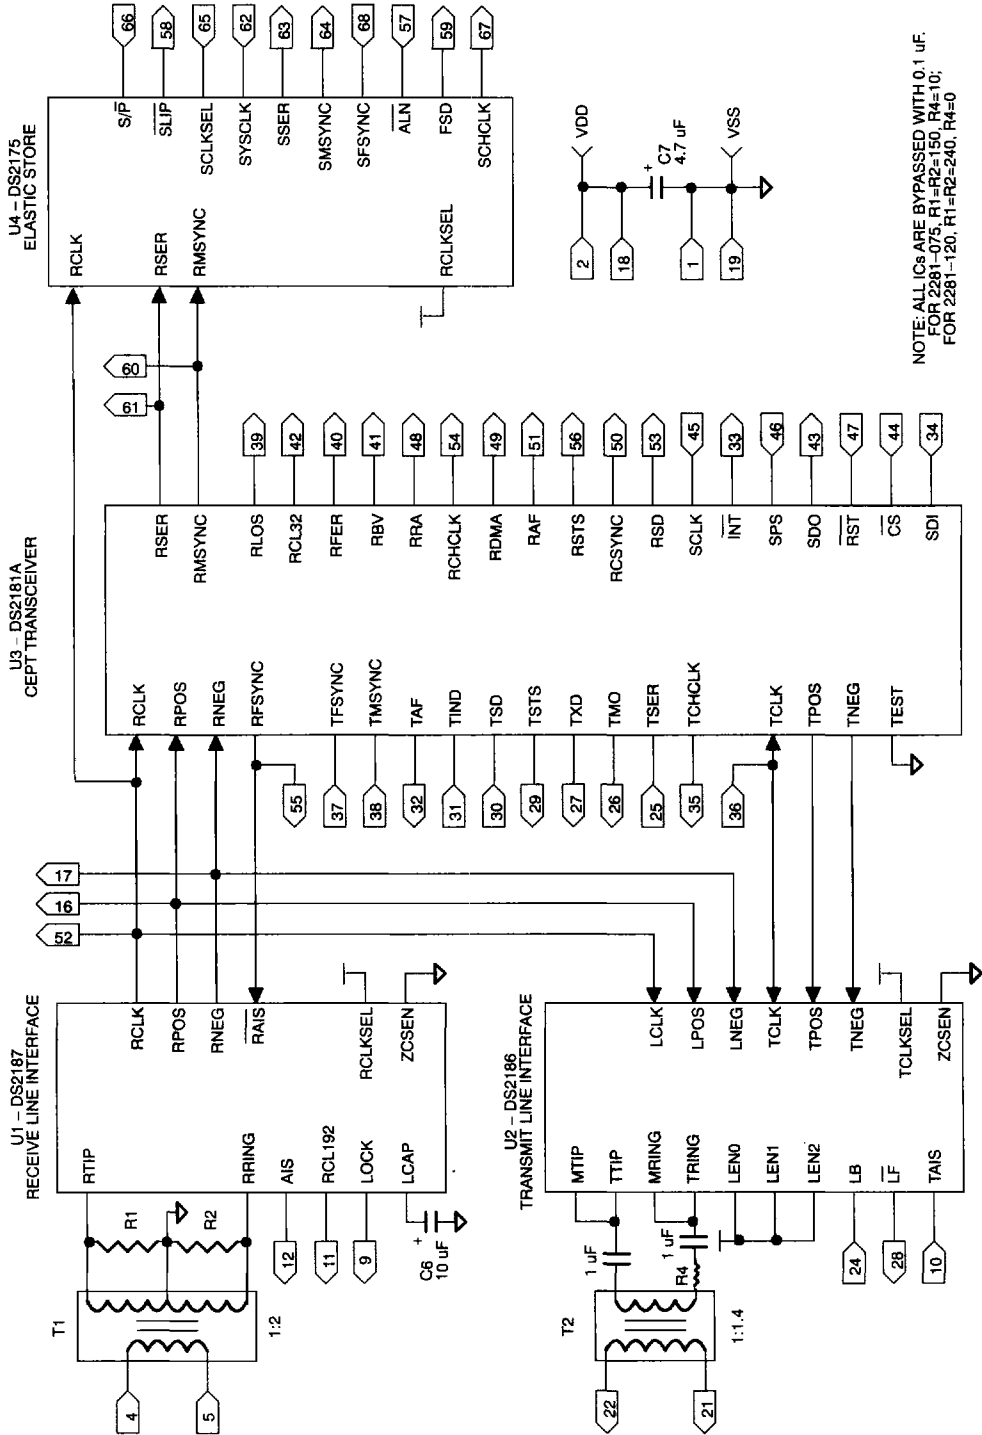 U4 – DS2175
ELASTIC STORE
RCLK
RSER
RMSYNC
RCLKSEL
S/P
SLIP
SCLKSEL
SYSCLK
SSER
SMSYNC
SFSYNC
ALN
FSD
SCHCLK
66
58
65
62
63
64
68
57
59
67
61
60
U3 – DS2181A
CEPT TRANSCEIVER
RCLK
RPOS
RNEG
RFSYNC
TFSYNC
TMSYNC
TAF
TIND
TSD
TSTS
TXD
TMO
TSER
TCHCLK
TCLK
TPOS
TNEG
TEST
RSER
RMSYNC
RLOS
RCL32
RFER
RBV
RRA
RCHCLK
RDMA
RAF
RSTS
RCSYNC
RSD
SCLK
INT
SPS
SDO
RST
CS
SDI
39
42
40
41
48
54
49
51
56
50
53
45
33
46
43
47
44
34
55
37
38
32
31
30
29
27
26
25
35
36
17
16
52
U1 – DS2187
RECEIVE LINE INTERFACE
RTIP
RRING
AIS
RCL192
LOCK
LCAP
RCLK
RPOS
RNEG
RAIS
RCLKSEL
ZCSEN
R1
R2
T1
1:2
4
5
12
11
9
+
C6
10 uF
U2 – DS2186
TRANSMIT LINE INTERFACE
MTIP
TTIP
MRING
TRING
LEN0
LEN1
LEN2
LB
LF
TAIS
LCLK
LPOS
LNEG
TCLK
TPOS
TNEG
TCLKSEL
ZCSEN
1 uF
1 uF
R4
T2
1:1.4
22
21
24
28
10
2
18
1
19
VDD
+
C7
4.7 uF
VSS
NOTE: ALL ICs ARE BYPASSED WITH 0.1 uF.
FOR 2281–075, R1=R2=150, R4=10;
FOR 2281–120, R1=R2=240, R4=0